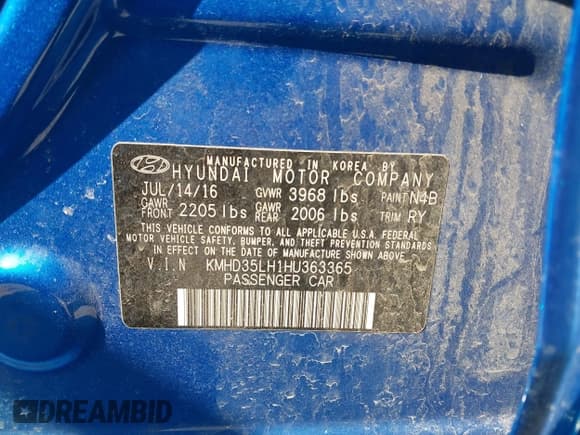 MANUFACTURED IN KOREA BY
HYUNDAI MOTOR COMPANY
JUL/14/16 GVWR 3968 lbs PAINT N4B
GAWR FRONT 2205 lbs GAWR REAR 2006 lbs TRIM RY
THIS VEHICLE CONFORMS TO ALL APPLICABLE U.S.A. FEDERAL
MOTOR VEHICLE SAFETY, BUMPER, AND THEFT PREVENTION
STANDARDS IN EFFECT ON THE DATE OF MANUFACTURE SHOWN ABOVE.
V.I.N KMHD35LH1HU363365
PASSENGER CAR
DREAMBID